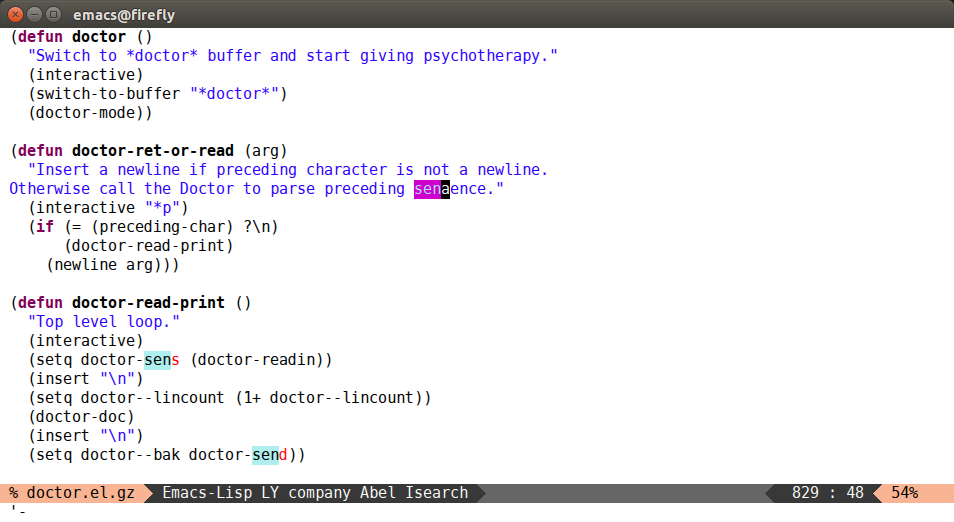 emacs@firefly
(defun doctor ()
  "Switch to *doctor* buffer and start giving psychotherapy."
  (interactive)
  (switch-to-buffer "*doctor*")
  (doctor-mode))

(defun doctor-ret-or-read (arg)
  "Insert a newline if preceding character is not a newline.
Otherwise call the Doctor to parse preceding senaence."
  (interactive "*p")
  (if (= (preceding-char) ?\n)
      (doctor-read-print)
    (newline arg)))

(defun doctor-read-print ()
  "Top level loop."
  (interactive)
  (setq doctor-sens (doctor-readin))
  (insert "\n")
  (setq doctor--lincount (1+ doctor--lincount))
  (doctor-doc)
  (insert "\n")
  (setq doctor--bak doctor-send))
% doctor.el.gz Emacs-Lisp LY company Abel Isearch 829 : 48 54%